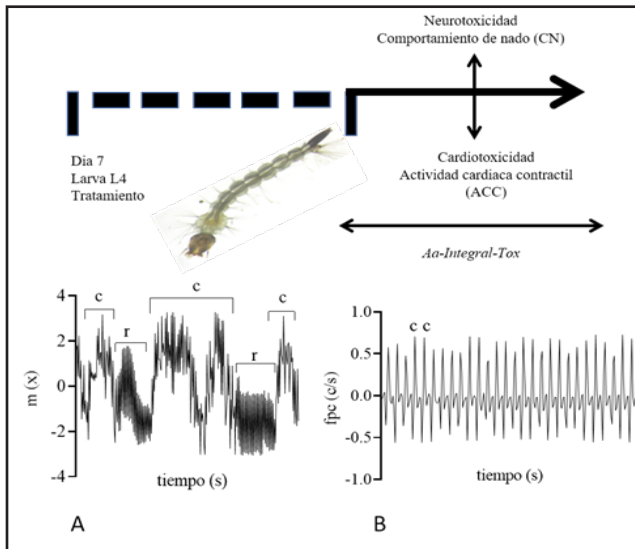 Neurotoxicidad
Comportamiento de nado (CN)
Dia 7
Larva L4
Tratamiento
Cardiotoxicidad
Actividad cardiaca contractil
(ACC)
Aa-Integral-Tox
4
2
0
-2
-4
m (x)
c
r
c
r
c
tiempo (s)
A
1.0
0.5
0.0
-0.5
-1.0
fpc (c/s)
c c
tiempo (s)
B